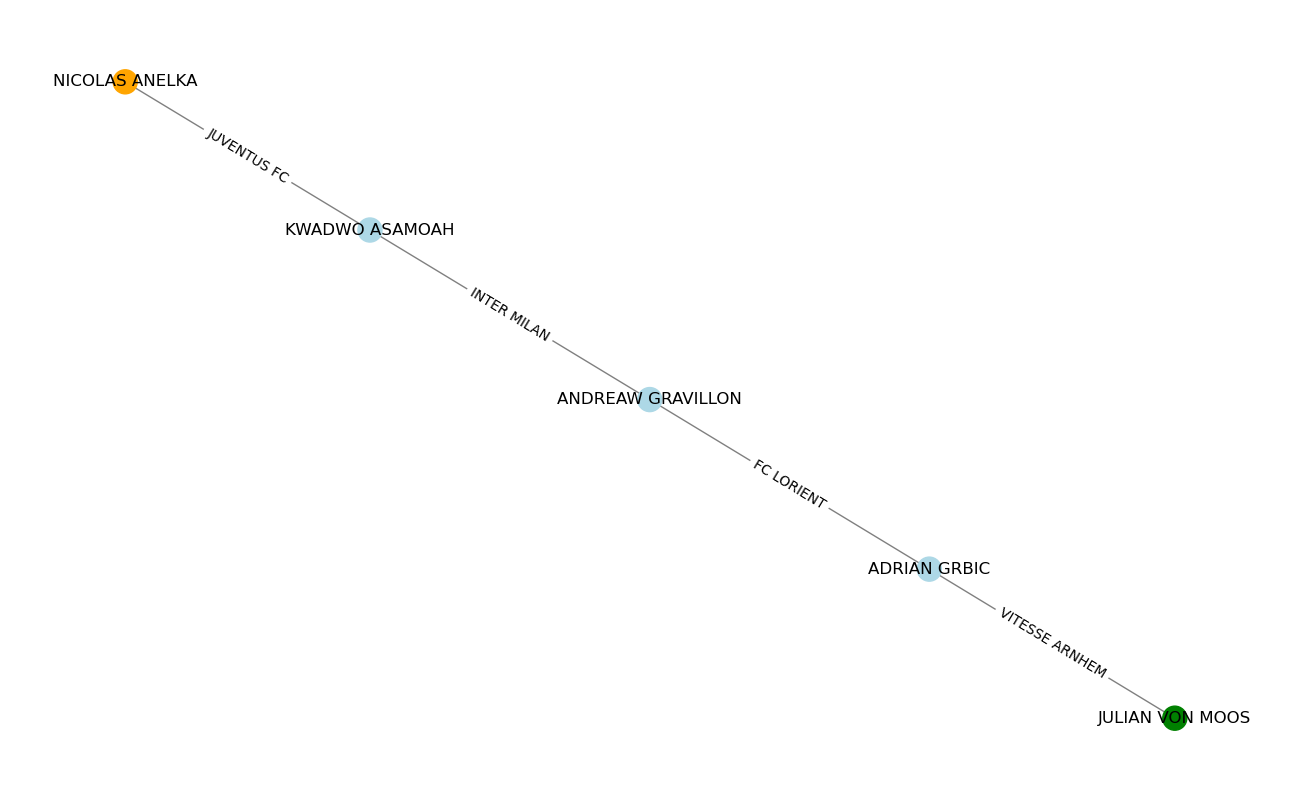 NICOLAS ANELKA
JUVENTUS FC
KWADWO ASAMOAH
INTER MILAN
ANDREAW GRAVILLON
FC LORIENT
ADRIAN GRBIC
VITESSE ARNHEM
JULIAN VON MOOS